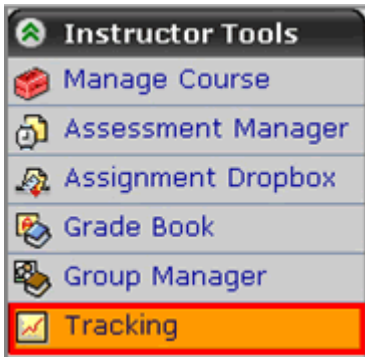 Instructor Tools
Manage Course
Assessment Manager
Assignment Dropbox
Grade Book
Group Manager
Tracking